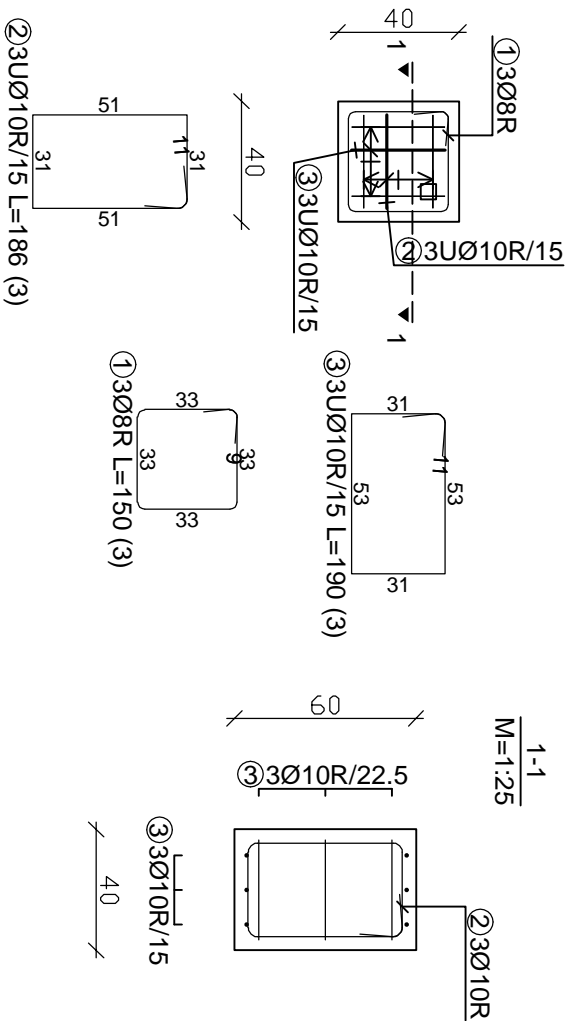 40
1
①3Ø8R
②3UØ10R/15
③3UØ10R/15
1
40
51
31
11
31
51
②3UØ10R/15 L=186 (3)
33
33
9
33
33
①3Ø8R L=150 (3)
31
53
11
53
31
③3UØ10R/15 L=190 (3)
1-1
M=1:25
60
③3Ø10R/22.5
③3Ø10R/15
40
②3Ø10R